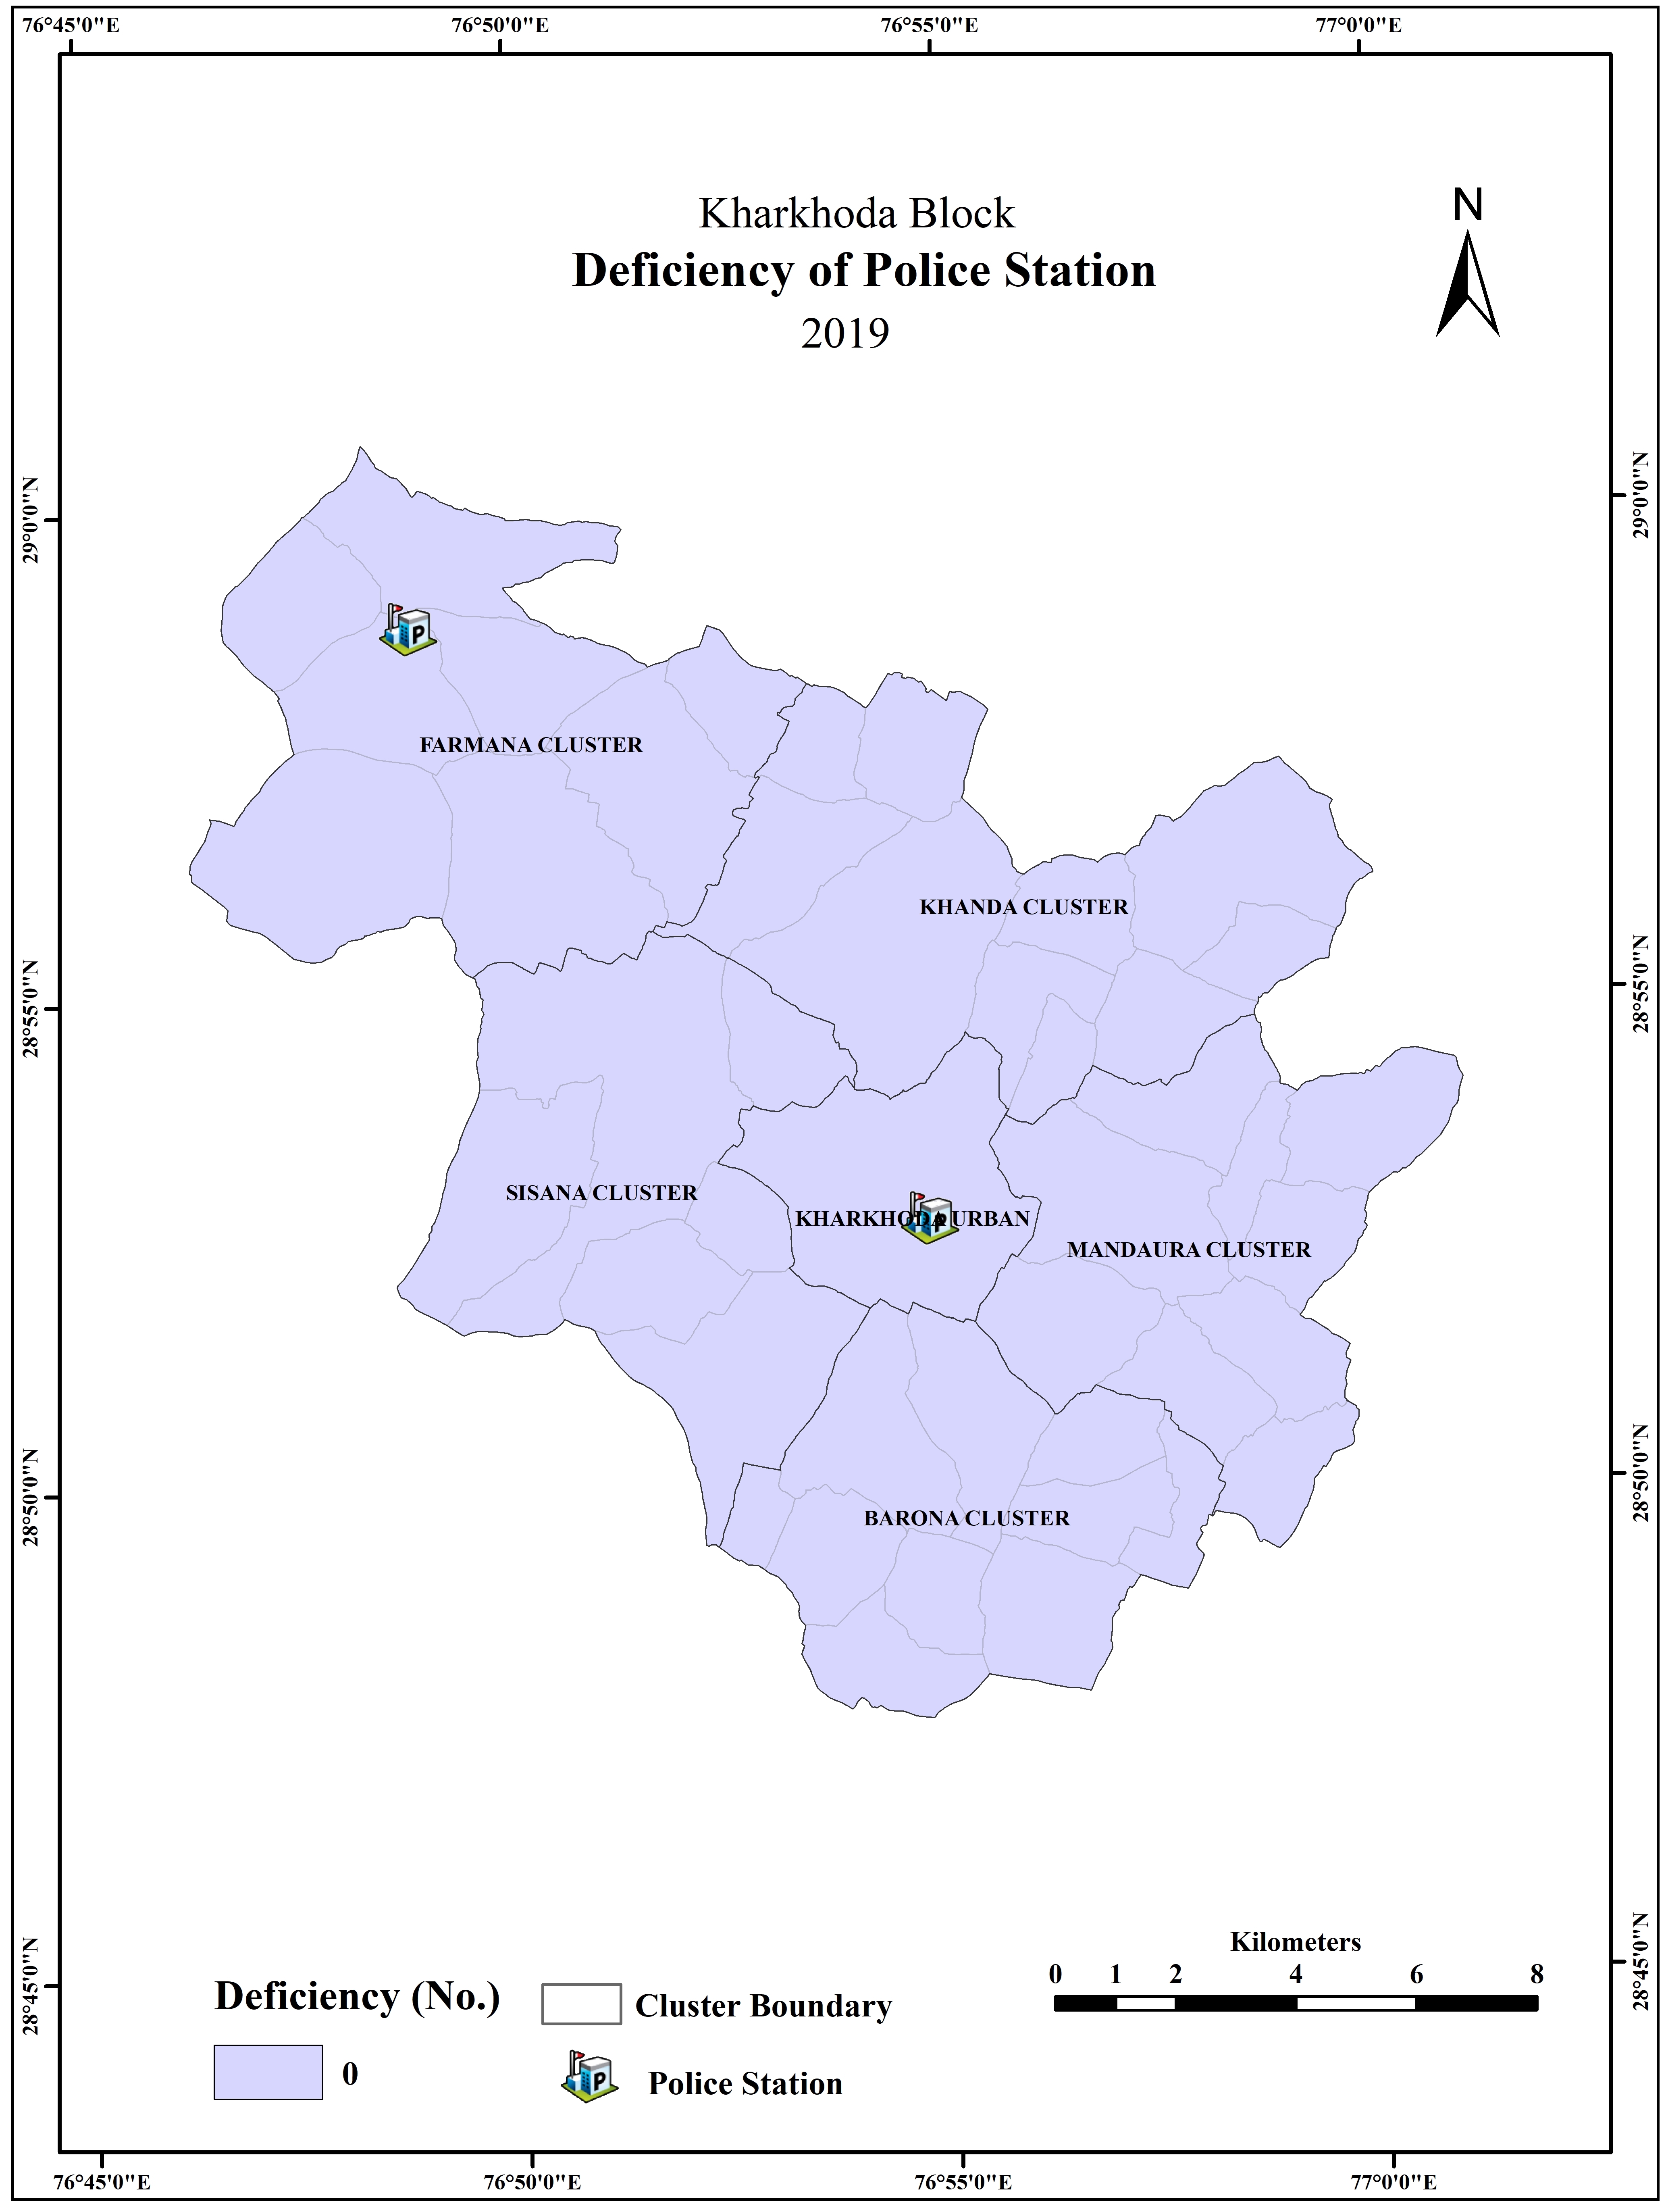 76°45'0"E 76°50'0"E 76°55'0"E 77°0'0"E
Kharkhoda Block
Deficiency of Police Station
2019
N
29°0'0"N
29°0'0"N
FARMANA CLUSTER
KHANDA CLUSTER
28°55'0"N
28°55'0"N
SISANA CLUSTER
KHARKHODA URBAN
MANDAURA CLUSTER
28°50'0"N
28°50'0"N
BARONA CLUSTER
28°45'0"N
28°45'0"N
Kilometers
0 1 2 4 6 8
Deficiency (No.)
0
Cluster Boundary
P Police Station
76°45'0"E 76°50'0"E 76°55'0"E 77°0'0"E